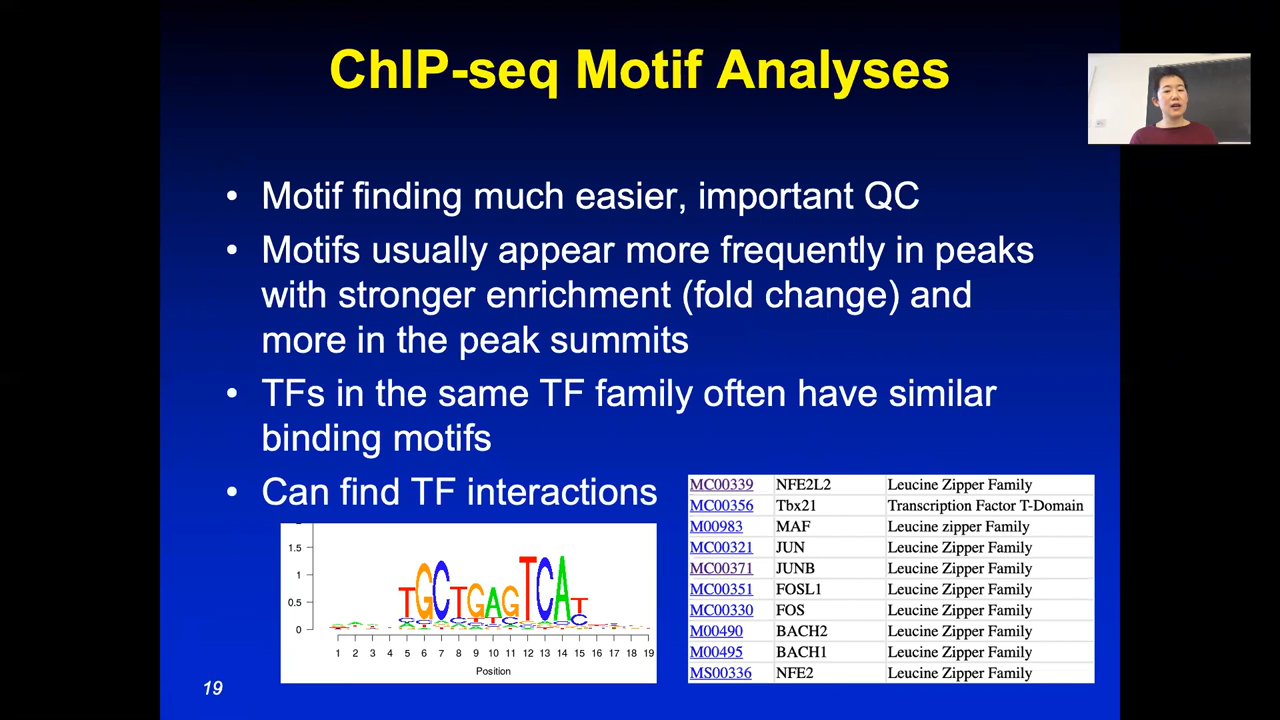 ChIP-seq Motif Analyses
• Motif finding much easier, important QC
• Motifs usually appear more frequently in peaks
with stronger enrichment (fold change) and
more in the peak summits
• TFs in the same TF family often have similar
binding motifs
• Can find TF interactions
1.5
1
0.5
0
TGCTGAGTCAT
1 2 3 4 5 6 7 8 9 10 11 12 13 14 15 16 17 18 19
Position
MC00339 NFE2L2 Leucine Zipper Family
MC00356 Tbx21 Transcription Factor T-Domain
M00983 MAF Leucine zipper Family
MC00321 JUN Leucine Zipper Family
MC00371 JUNB Leucine Zipper Family
MC00351 FOSL1 Leucine Zipper Family
MC00330 FOS Leucine Zipper Family
M00490 BACH2 Leucine Zipper Family
M00495 BACH1 Leucine Zipper Family
MS00336 NFE2 Leucine Zipper Family
19